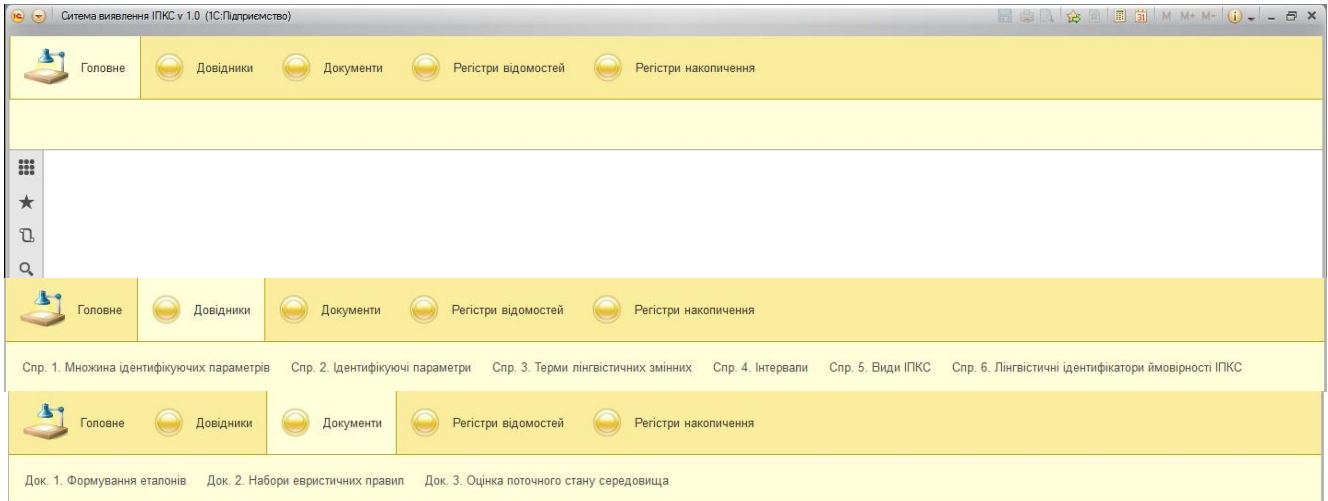 Ситема виявлення ІПКС v 1.0 (1С:Підприємство) 31 M M+ M-
Головне Довідники Документи Регістри відомостей Регістри накопичення
Головне Довідники Документи Регістри відомостей Регістри накопичення
Спр. 1. Множина ідентифікуючих параметрів Спр. 2. Ідентифікуючі параметри Спр. 3. Терми лінгвістичних змінних Спр. 4. Інтервали Спр. 5. Види ІПКС Спр. 6. Лінгвістичні ідентифікатори ймовірності ІПКС
Головне Довідники Документи Регістри відомостей Регістри накопичення
Док. 1. Формування еталонів Док. 2. Набори евристичних правил Док. 3. Оцінка поточного стану середовища